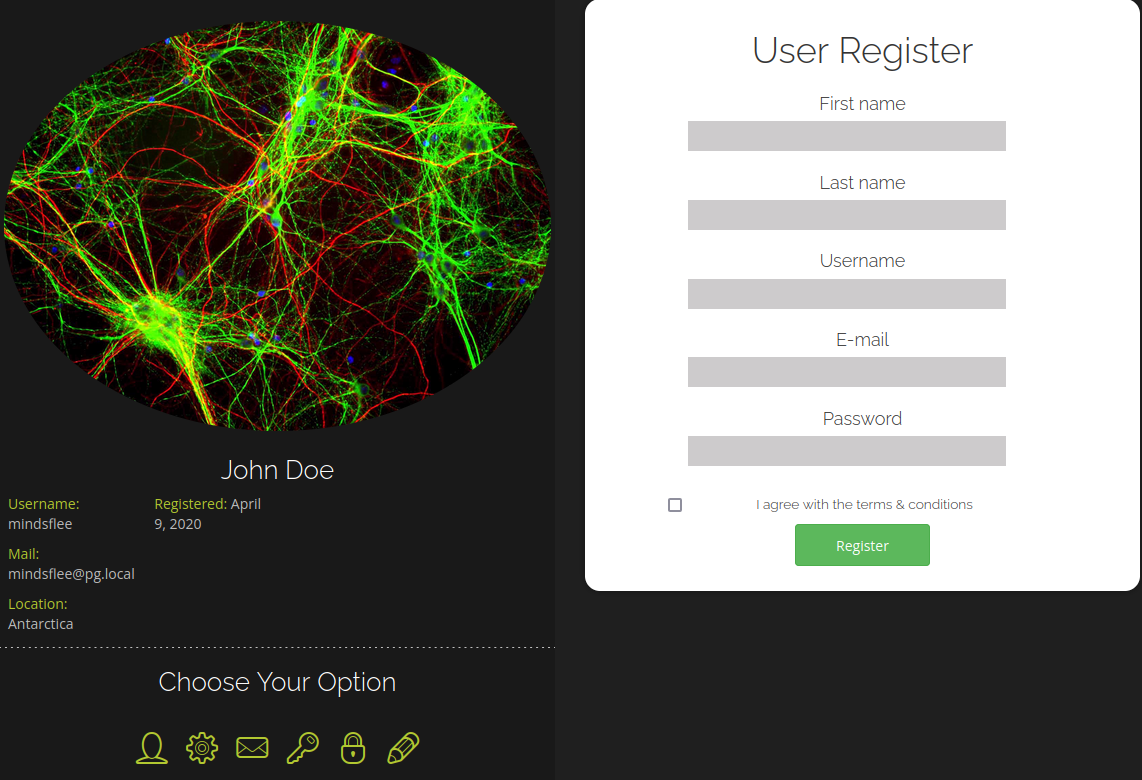 John Doe
Username:
mindsflee
Registered: April
9, 2020
Mail:
mindsflee@pg.local
Location:
Antarctica
Choose Your Option
User Register
First name
Last name
Username
E-mail
Password
I agree with the terms & conditions
Register